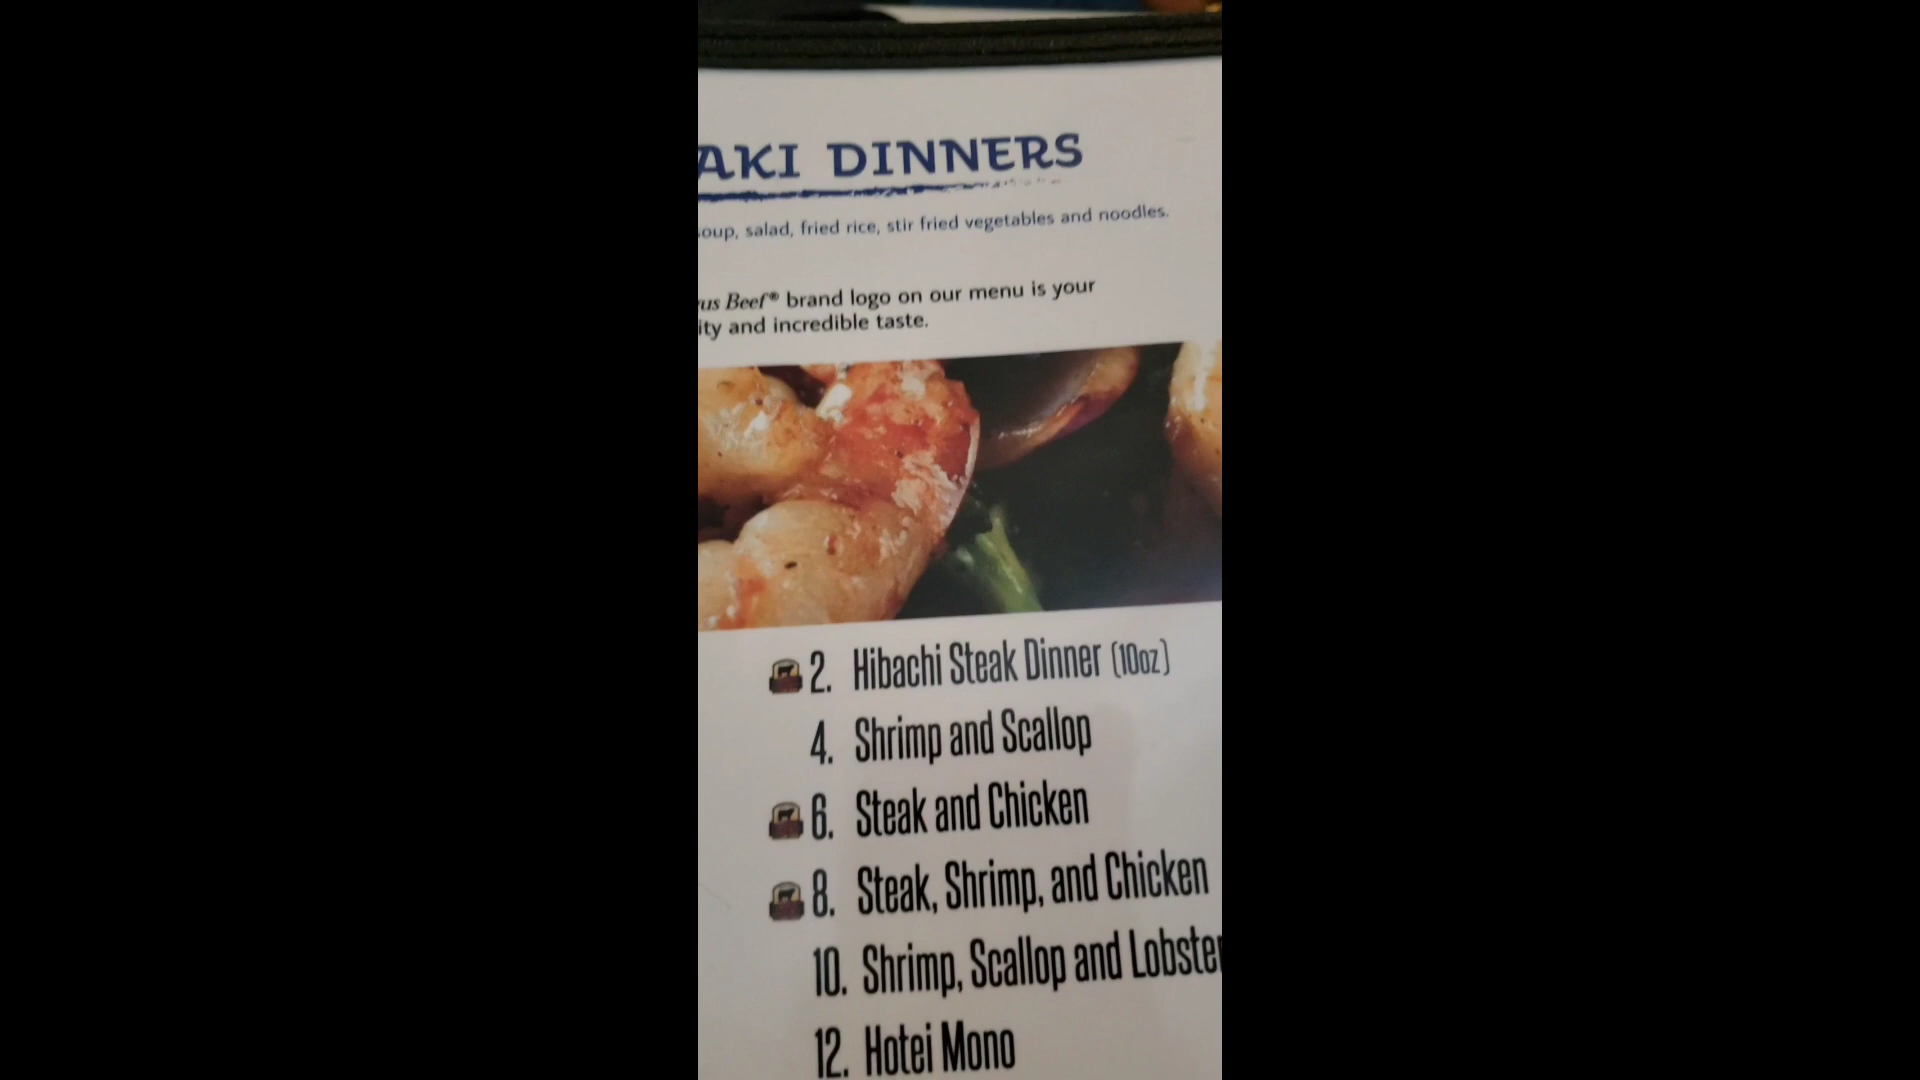 AKI DINNERS
soup, salad, fried rice, stir fried vegetables and noodles.
us Beef® brand logo on our menu is your
ity and incredible taste.
2. Hibachi Steak Dinner (10oz)
4. Shrimp and Scallop
6. Steak and Chicken
8. Steak, Shrimp, and Chicken
10. Shrimp, Scallop and Lobster
12. Hotei Mono